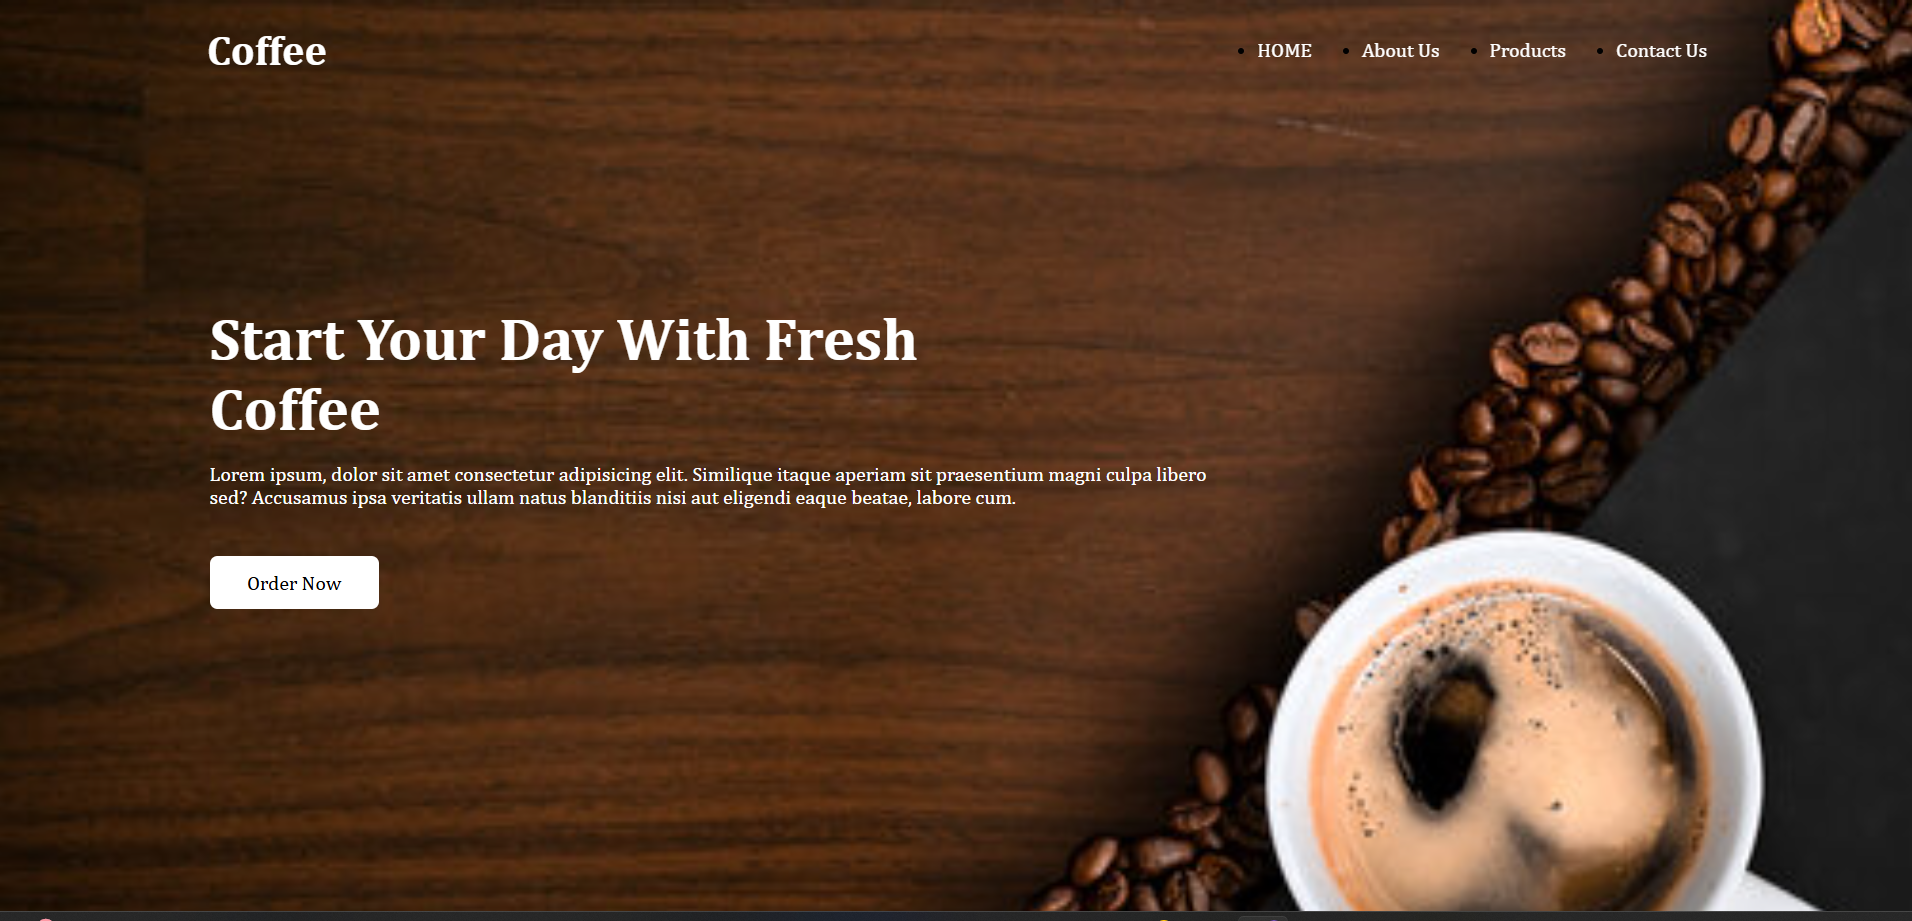 Coffee
HOME About Us Products Contact Us
Start Your Day With Fresh
Coffee
Lorem ipsum, dolor sit amet consectetur adipisicing elit. Similique itaque aperiam sit praesentium magni culpa libero
sed? Accusamus ipsa veritatis ullam natus blanditiis nisi aut eligendi eaque beatae, labore cum.
Order Now